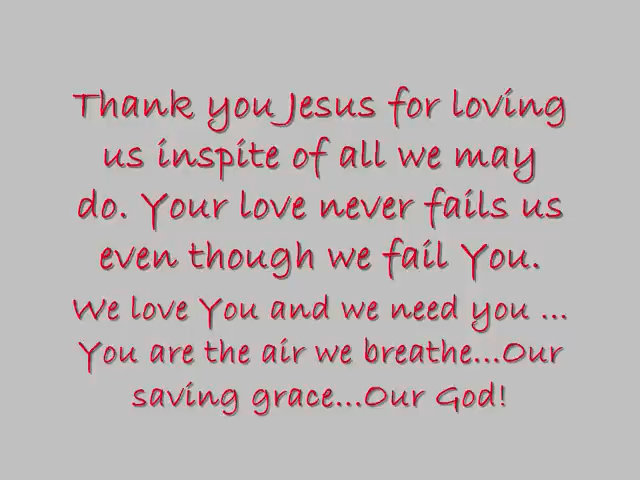 Thank you Jesus for loving
us inspite of all we may
do. Your love never fails us
even though we fail You.
We love You and we need you ...
You are the air we breathe...Our
saving grace...Our God!